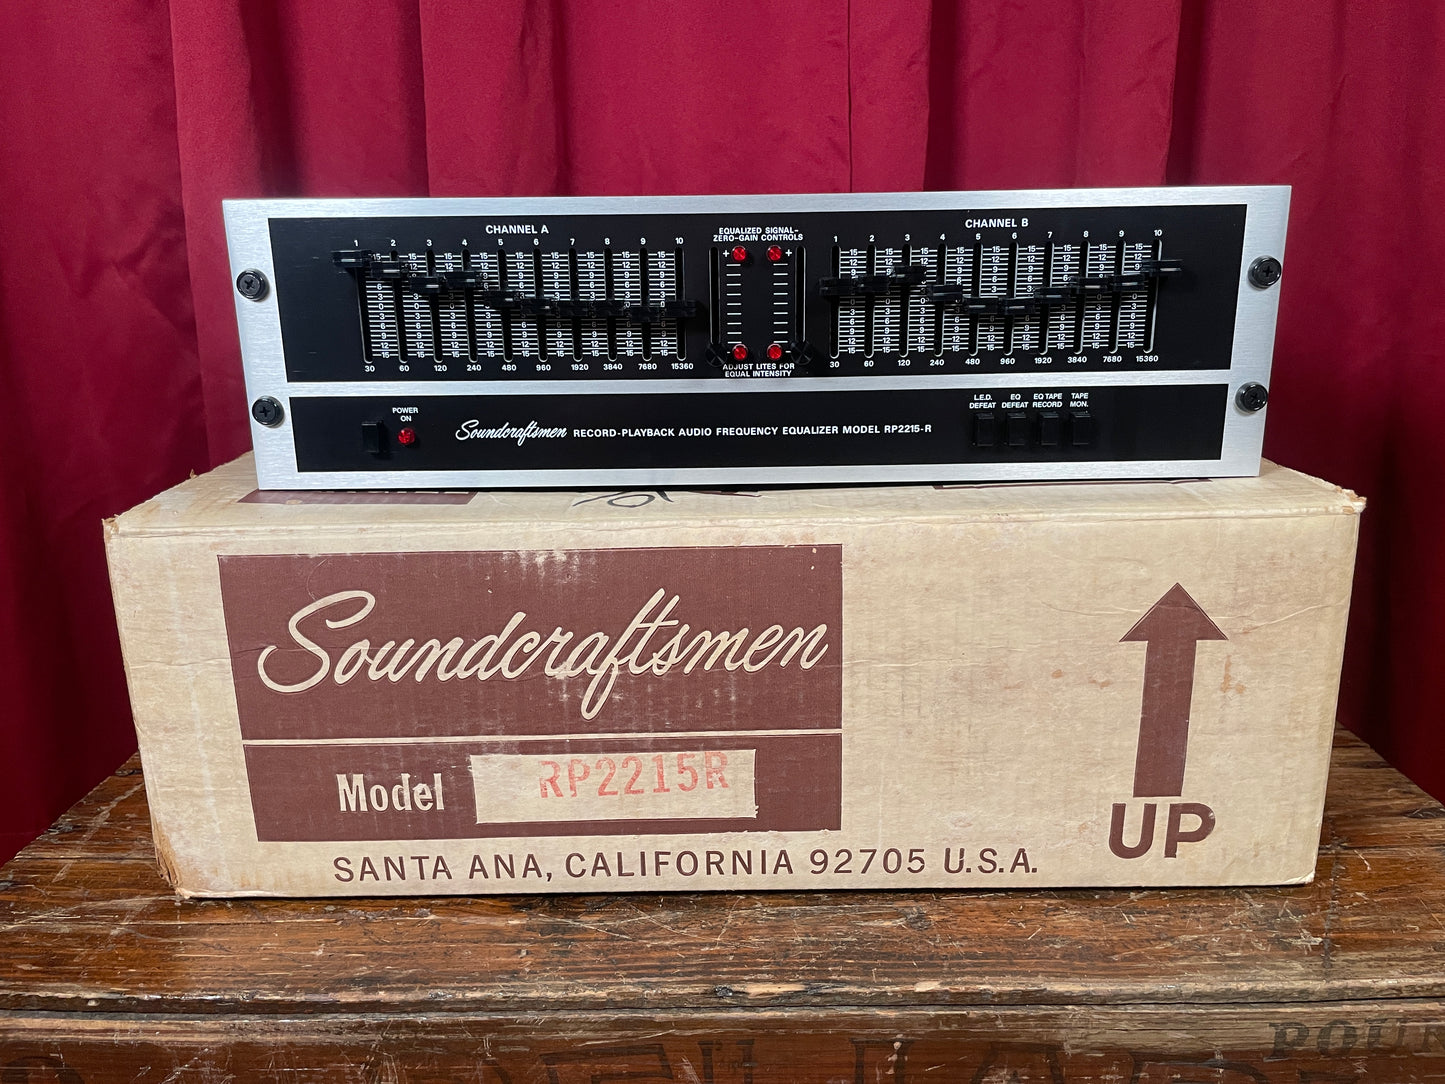 CHANNEL A
EQUALIZED SIGNAL-
ZERO-GAIN CONTROLS
CHANNEL B
1 2 3 4 5 6 7 8 9 10
1 2 3 4 5 6 7 8 9 10
+ +
- -
30 60 120 240 480 960 1920 3840 7680 15360
ADJUST LITES FOR
EQUAL INTENSITY
30 60 120 240 480 960 1920 3840 7680 15360
POWER
ON
Soundcraftsmen RECORD-PLAYBACK AUDIO FREQUENCY EQUALIZER MODEL RP2215-R
L.E.D. DEFEAT
EQ DEFEAT
EQ TAPE RECORD
TAPE MON.
Soundcraftsmen
Model RP2215R
UP
SANTA ANA, CALIFORNIA 92705 U.S.A.
POUR